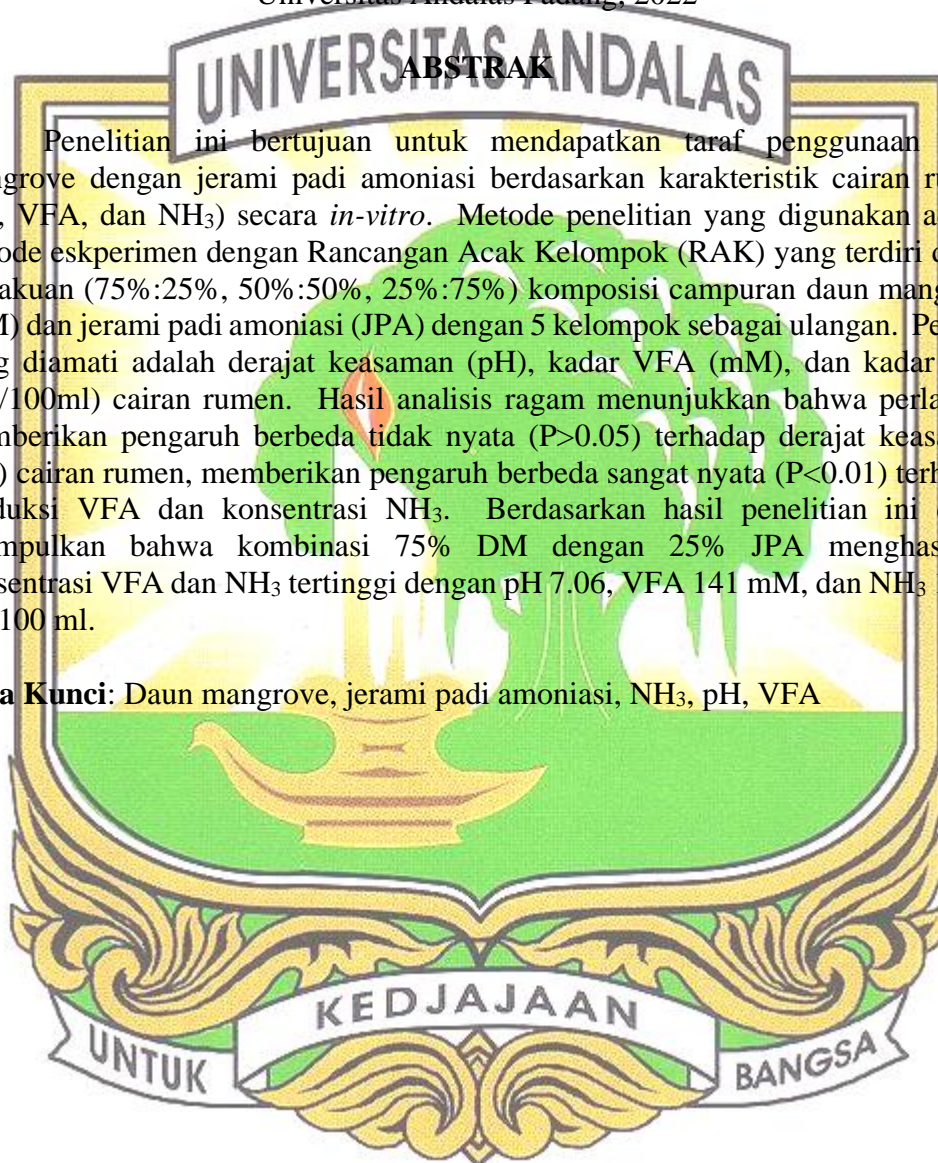 Universitas Andalas Padang, 2022
UNIVERSITAS ANDALAS
ABSTRAK
Penelitian ini bertujuan untuk mendapatkan taraf penggunaan
ngrove dengan jerami padi amoniasi berdasarkan karakteristik cairan ru
, VFA, dan NH₃) secara in-vitro. Metode penelitian yang digunakan a
ode eskperimen dengan Rancangan Acak Kelompok (RAK) yang terdiri d
akuan (75%:25%, 50%:50%, 25%:75%) komposisi campuran daun mang
M) dan jerami padi amoniasi (JPA) dengan 5 kelompok sebagai ulangan. Pe
g diamati adalah derajat keasaman (pH), kadar VFA (mM), dan kadar
/100ml) cairan rumen. Hasil analisis ragam menunjukkan bahwa perla
mberikan pengaruh berbeda tidak nyata (P>0.05) terhadap derajat keasa
) cairan rumen, memberikan pengaruh berbeda sangat nyata (P<0.01) terh
duksi VFA dan konsentrasi NH₃. Berdasarkan hasil penelitian ini
mpulkan bahwa kombinasi 75% DM dengan 25% JPA menghas
sentrasi VFA dan NH₃ tertinggi dengan pH 7.06, VFA 141 mM, dan NH₃
100 ml.
a Kunci: Daun mangrove, jerami padi amoniasi, NH₃, pH, VFA
UNTUK KEDJAJAAN BANGSA